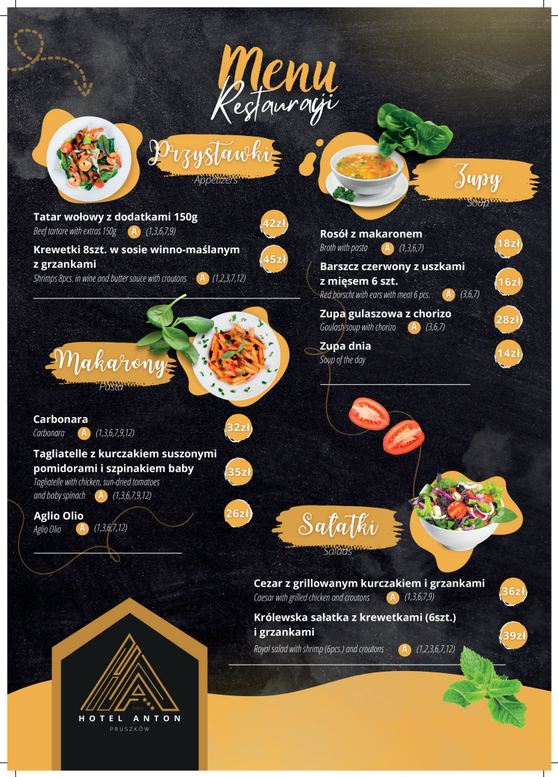 Menu
Restauracji
Przystawki
Appetizers
Tatar wołowy z dodatkami 150g
Beef tartare with extras 150g A (1,3,6,7,9)
42zł
Krewetki 8szt. w sosie winno-maślanym
z grzankami
Shrimps 8pcs. in wine and butter sauce with croutons A (1,2,3,7,12)
45zł
Zupy
Soup
Rosół z makaronem
Broth with pasta A (1,3,6,7)
18zł
Barszcz czerwony z uszkami
z mięsem 6 szt.
Red borscht with ears with meat 6 pcs. A (3,6,7)
16zł
Zupa gulaszowa z chorizo
Goulash soup with chorizo A (3,6,7)
28zł
Zupa dnia
Soup of the day
14zł
Makarony
Pasta
Carbonara
Carbonara A (1,3,6,7,9,12)
32zł
Tagliatelle z kurczakiem suszonymi
pomidorami i szpinakiem baby
Tagliatelle with chicken, sun-dried tomatoes
and baby spinach A (1,3,6,7,9,12)
35zł
Aglio Olio
Aglio Olio A (1,3,6,7,12)
26zł
Sałatki
Salads
Cezar z grillowanym kurczakiem i grzankami
Caesar with grilled chicken and croutons A (1,3,6,7,9)
36zł
Królewska sałatka z krewetkami (6szt.)
i grzankami
Royal salad with shrimp (6pcs.) and croutons A (1,2,3,6,7,12)
39zł
HOTEL ANTON
PRUSZKÓW